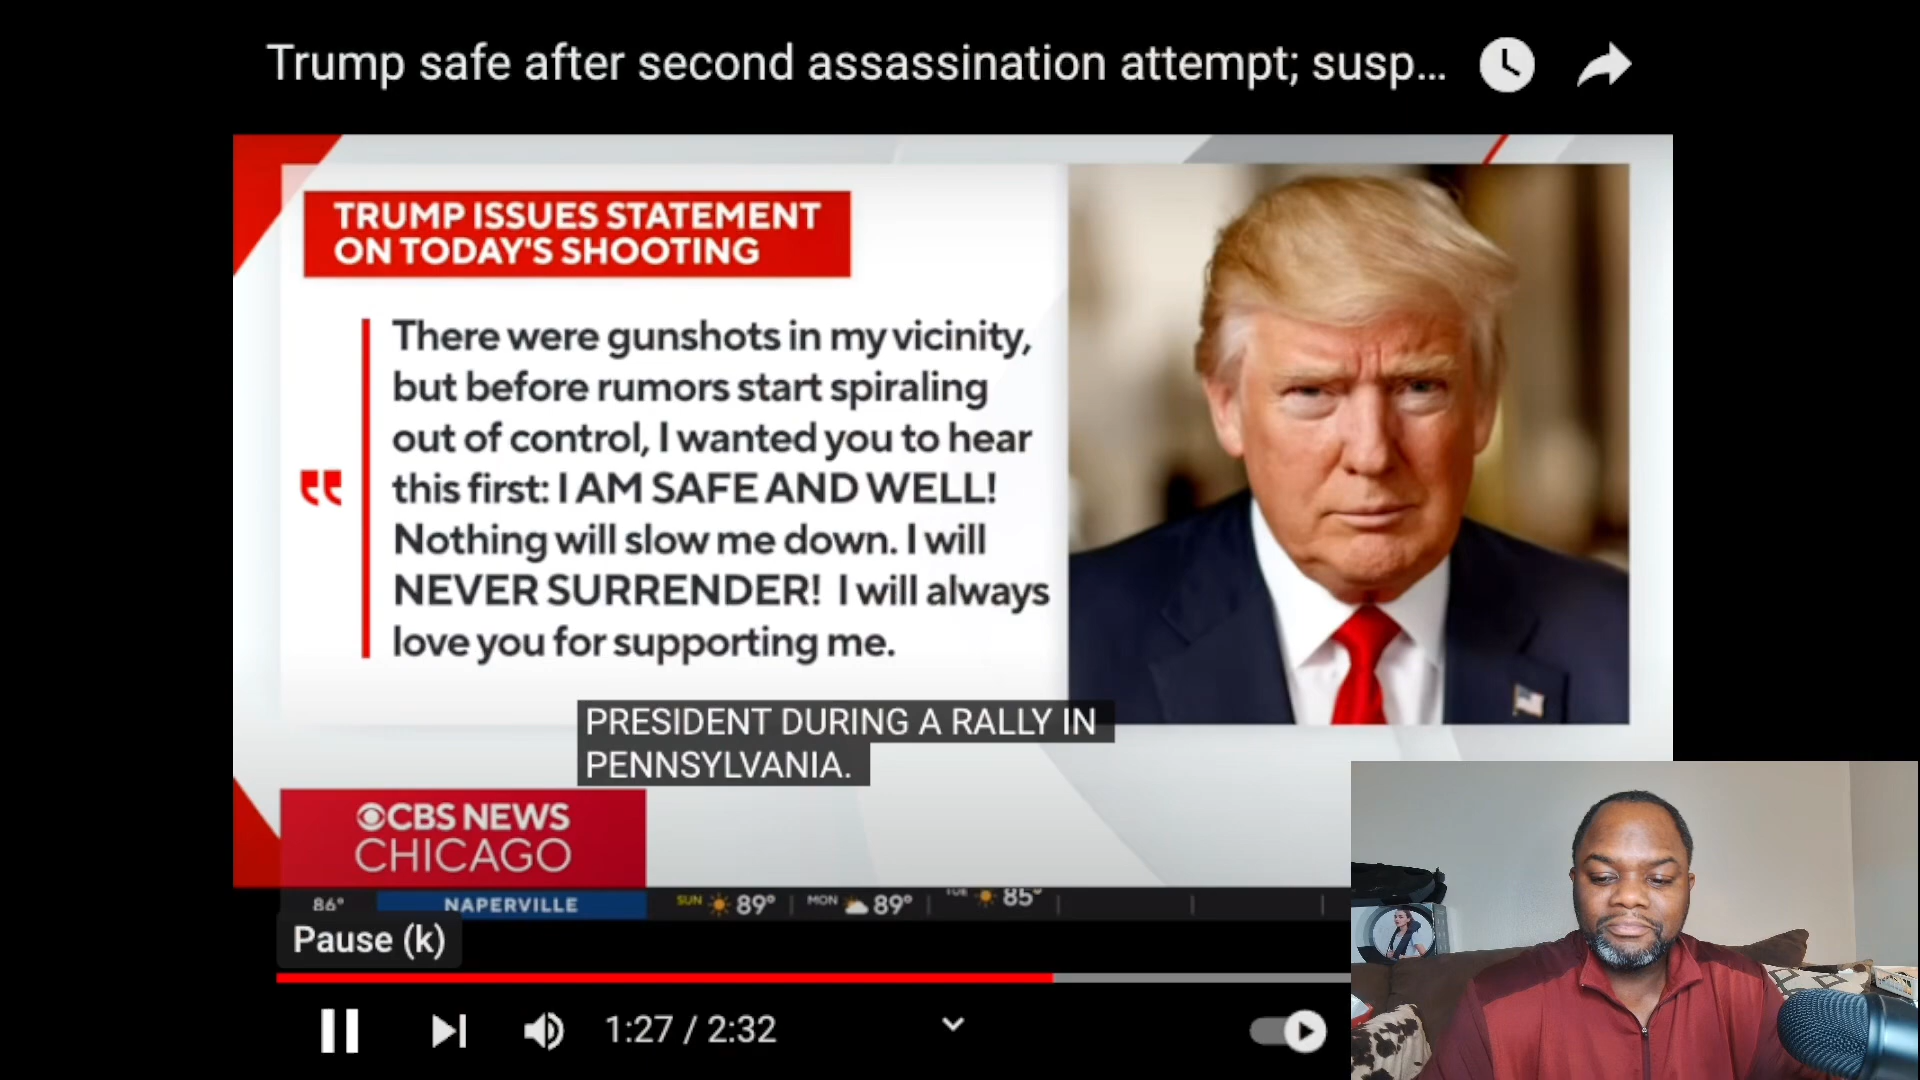 Trump safe after second assassination attempt; susp...
TRUMP ISSUES STATEMENT
ON TODAY'S SHOOTING
There were gunshots in my vicinity,
but before rumors start spiraling
out of control, I wanted you to hear
this first: I AM SAFE AND WELL!
Nothing will slow me down. I will
NEVER SURRENDER! I will always
love you for supporting me.
PRESIDENT DURING A RALLY IN
PENNSYLVANIA.
CBS NEWS
CHICAGO
86° NAPERVILLE SUN 89° MON 89° TUE 85°
Pause (k)
1:27 / 2:32